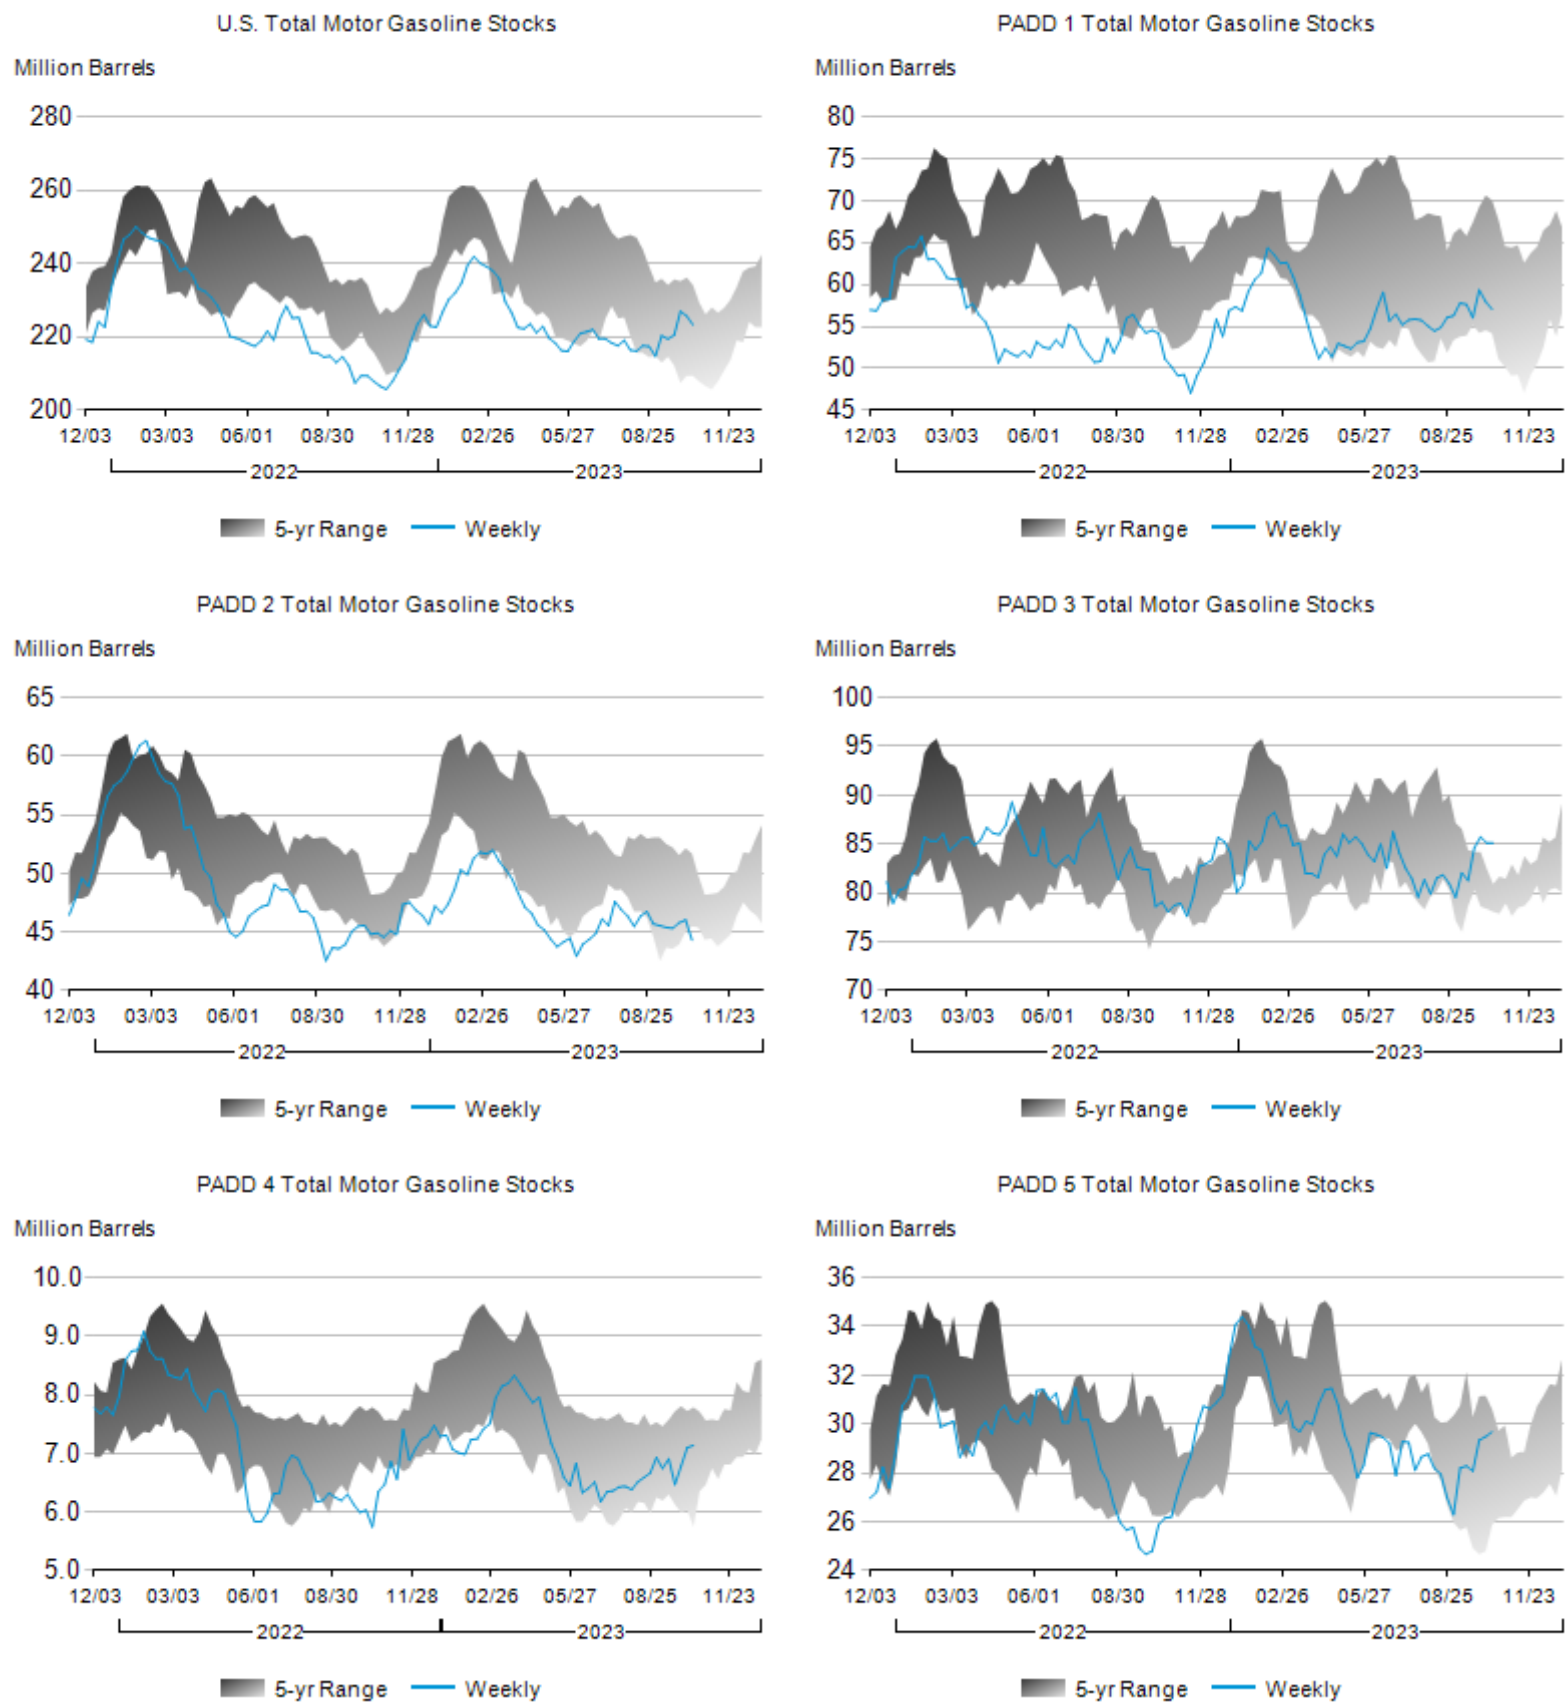 U.S. Total Motor Gasoline Stocks
Million Barrels
280
260
240
220
200
12/03 03/03 06/01 08/30 11/28 02/26 05/27 08/25 11/23
2022 2023
5-yr Range Weekly
PADD 1 Total Motor Gasoline Stocks
Million Barrels
80
75
70
65
60
55
50
45
12/03 03/03 06/01 08/30 11/28 02/26 05/27 08/25 11/23
2022 2023
5-yr Range Weekly
PADD 2 Total Motor Gasoline Stocks
Million Barrels
65
60
55
50
45
40
12/03 03/03 06/01 08/30 11/28 02/26 05/27 08/25 11/23
2022 2023
5-yr Range Weekly
PADD 3 Total Motor Gasoline Stocks
Million Barrels
100
95
90
85
80
75
70
12/03 03/03 06/01 08/30 11/28 02/26 05/27 08/25 11/23
2022 2023
5-yr Range Weekly
PADD 4 Total Motor Gasoline Stocks
Million Barrels
10.0
9.0
8.0
7.0
6.0
5.0
12/03 03/03 06/01 08/30 11/28 02/26 05/27 08/25 11/23
2022 2023
5-yr Range Weekly
PADD 5 Total Motor Gasoline Stocks
Million Barrels
36
34
32
30
28
26
24
12/03 03/03 06/01 08/30 11/28 02/26 05/27 08/25 11/23
2022 2023
5-yr Range Weekly